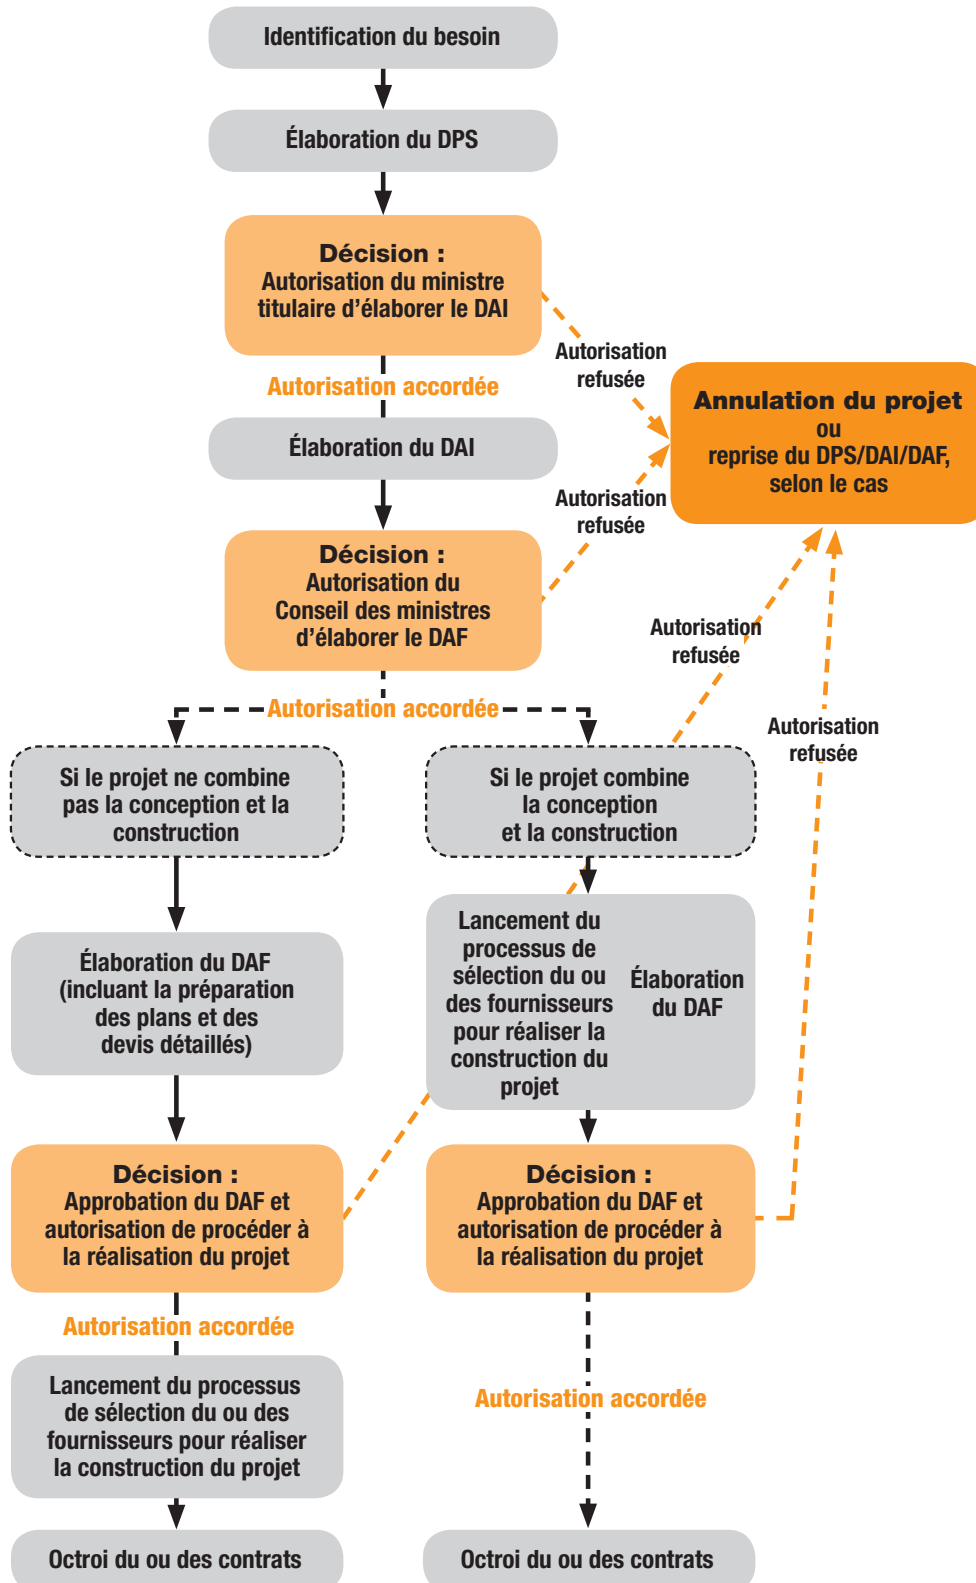 Identification du besoin
Élaboration du DPS
Décision :
Autorisation du ministre
titulaire d’élaborer le DAI
Autorisation
refusée
Autorisation accordée
Annulation du projet
ou
reprise du DPS/DAI/DAF,
selon le cas
Élaboration du DAI
Autorisation
refusée
Décision :
Autorisation du
Conseil des ministres
d’élaborer le DAF
Autorisation
refusée
Autorisation accordée
Autorisation
refusée
Si le projet ne combine
pas la conception et la
construction
Si le projet combine
la conception
et la construction
Élaboration du DAF
(incluant la préparation
des plans et des
devis détaillés)
Lancement du
processus de
sélection du ou
des fournisseurs
pour réaliser la
construction du
projet
Élaboration
du DAF
Décision :
Approbation du DAF et
autorisation de procéder à
la réalisation du projet
Décision :
Approbation du DAF et
autorisation de procéder à
la réalisation du projet
Autorisation accordée
Lancement du processus
de sélection du ou des
fournisseurs pour réaliser
la construction du projet
Autorisation accordée
Octroi du ou des contrats
Octroi du ou des contrats